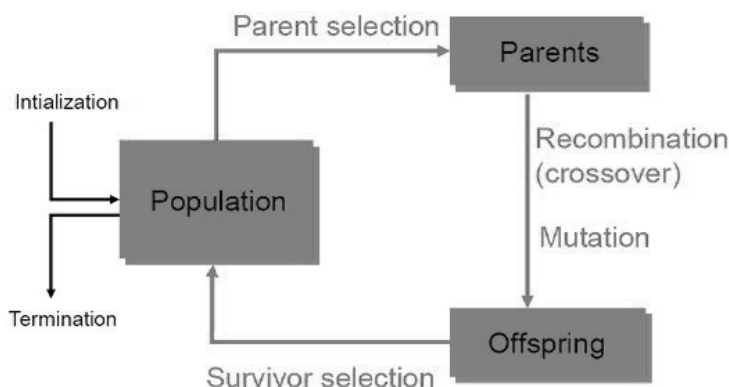 Parent selection
Parents
Intialization
Recombination
(crossover)
Population
Mutation
Termination
Offspring
Survivor selection